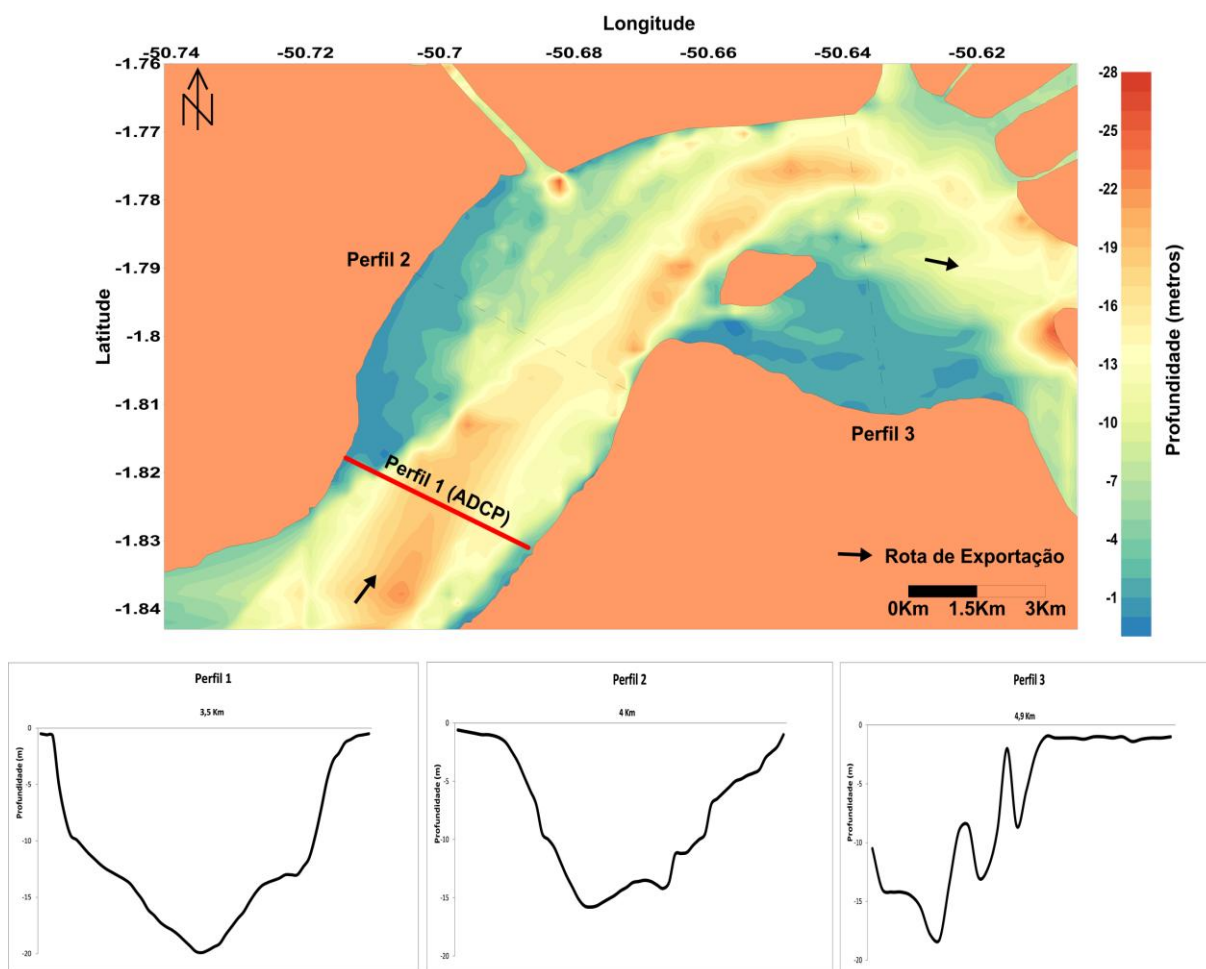 Longitude
-50.74 -50.72 -50.7 -50.68 -50.66 -50.64 -50.62
-1.76
-1.77
-1.78
-1.79
-1.8
-1.81
-1.82
-1.83
-1.84
Latitude
N
Perfil 2
Perfil 1 (ADCP)
Perfil 3
Rota de Exportação
0Km 1.5Km 3Km
-28
-25
-22
-19
-16
-13
-10
-7
-4
-1
Profundidade (metros)
Perfil 1
3,5 Km
Profundidade (m)
0
-5
-10
-15
-20
Perfil 2
4 Km
Profundidade (m)
0
-5
-10
-15
-20
Perfil 3
4,9 Km
Profundidade (m)
0
-5
-10
-15
-20